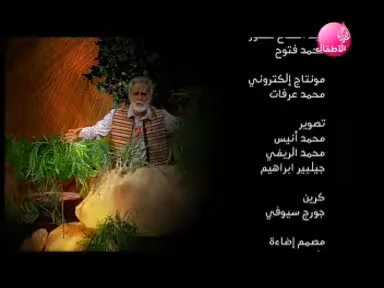 الأطفال
محمد فتوح
مونتاج إلكتروني
محمد عرفات
تصوير
محمد أنيس
محمد الريفي
جيلبير ابراهيم
كرين
جورج سيوفي
مصمم إضاءة